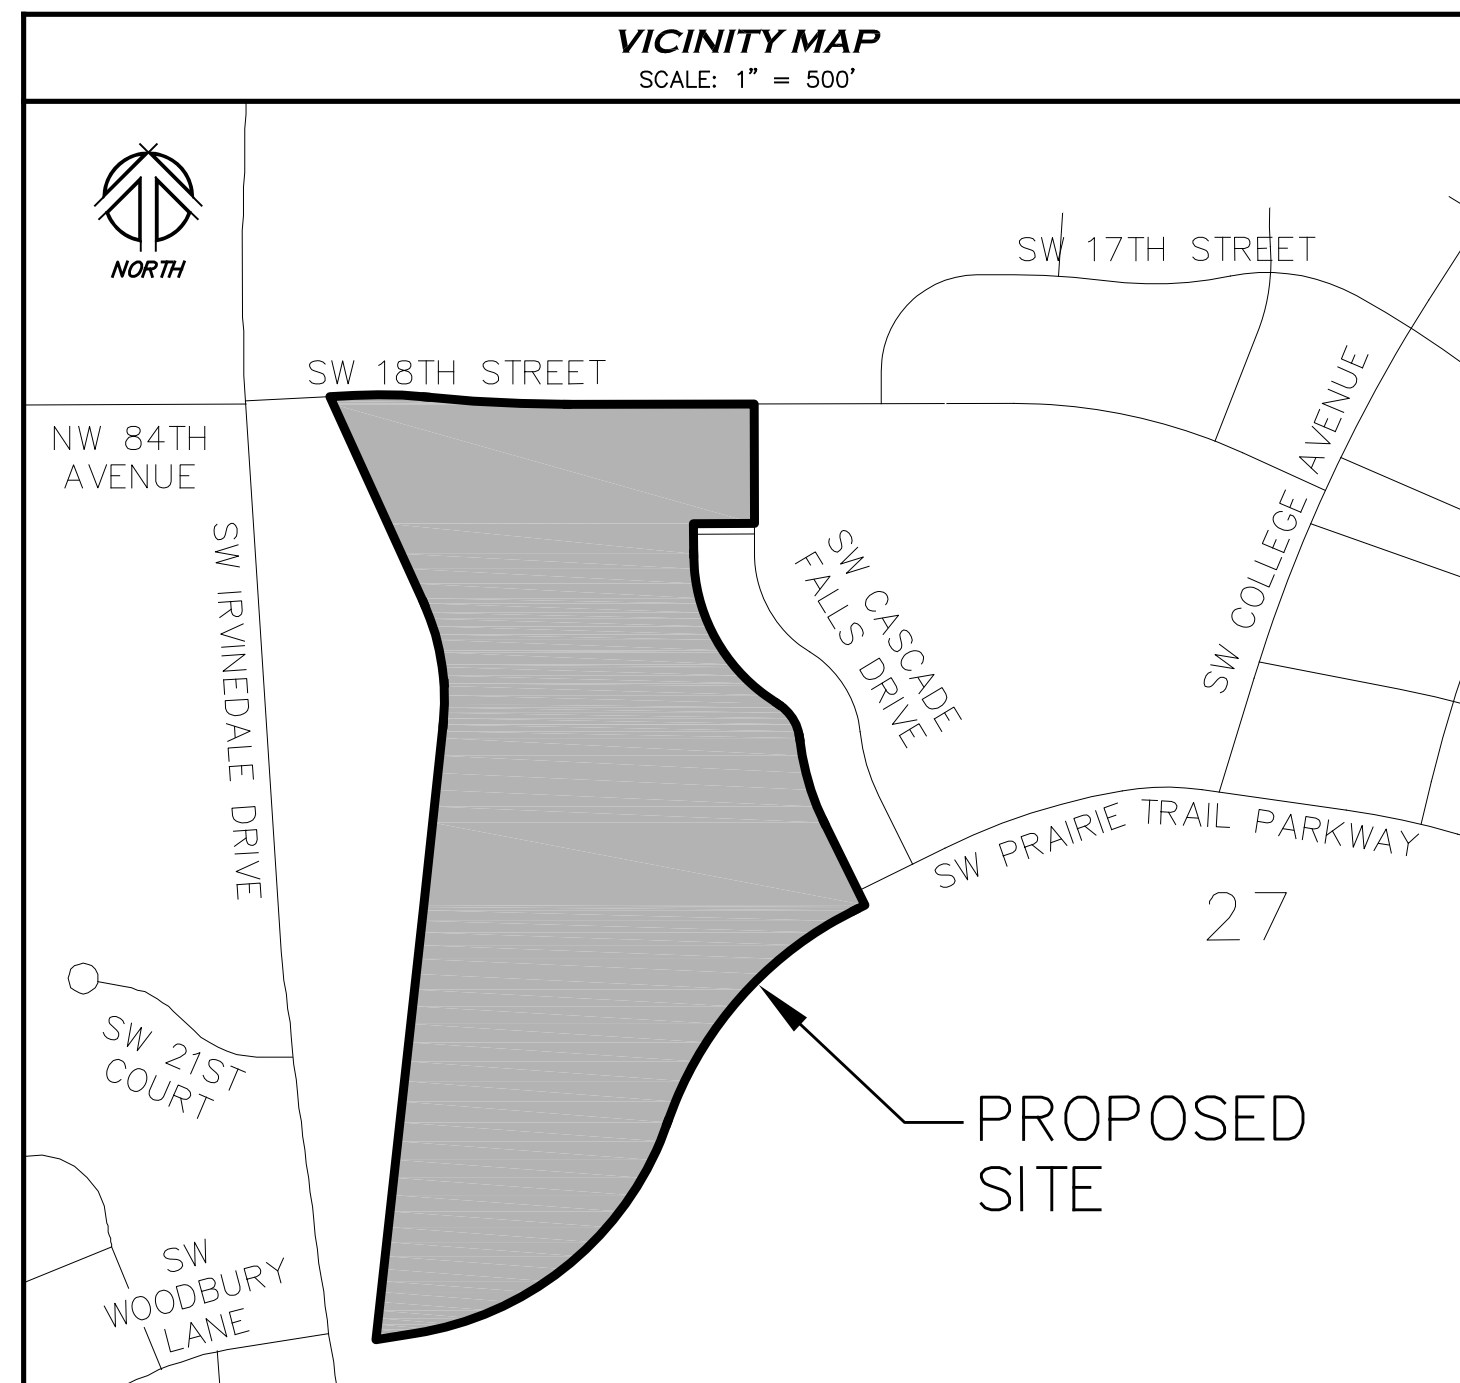 VICINITY MAP
SCALE: 1" = 500'
NORTH
SW 17TH STREET
SW 18TH STREET
NW 84TH
AVENUE
SW IRVINEDALE DRIVE
SW CASCADE
FALLS DRIVE
SW COLLEGE AVENUE
SW PRAIRIE TRAIL PARKWAY
27
SW 21ST
COURT
PROPOSED
SITE
SW
WOODBURY
LANE